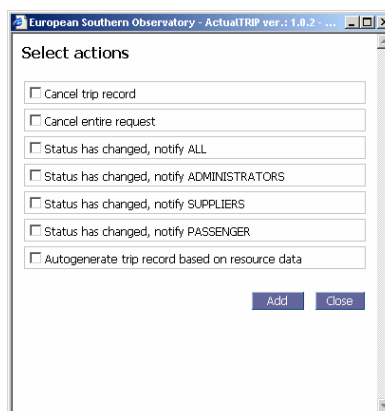 European Southern Observatory - ActualTRIP ver.: 1.0.2 - ...
Select actions
Cancel trip record
Cancel entire request
Status has changed, notify ALL
Status has changed, notify ADMINISTRATORS
Status has changed, notify SUPPLIERS
Status has changed, notify PASSENGER
Autogenerate trip record based on resource data
Add Close